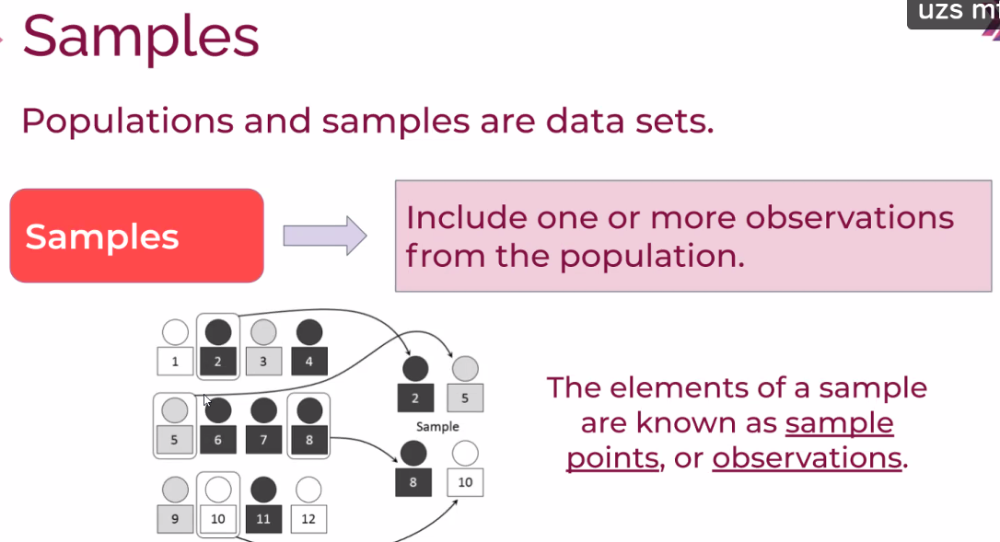 uzs
Samples
Populations and samples are data sets.
Samples
Include one or more observations
from the population.
1 2 3 4
2 5
Sample
5 6 7 8
8 10
9 10 11 12
The elements of a sample
are known as sample
points, or observations.